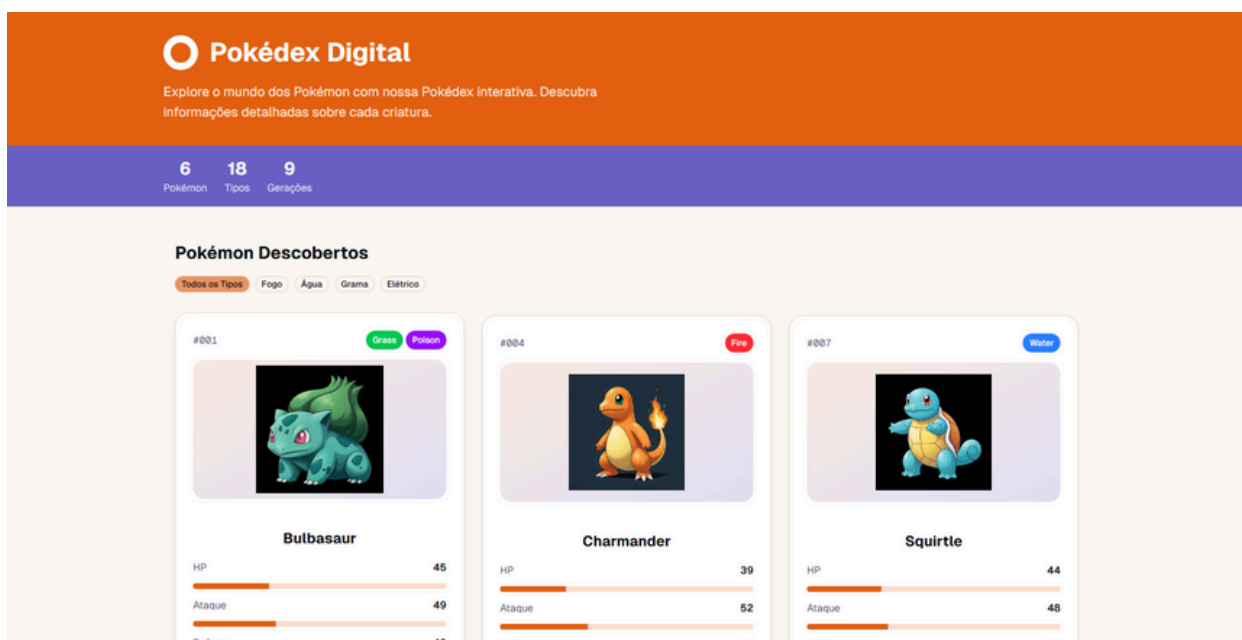 Pokédex Digital
Explore o mundo dos Pokémon com nossa Pokédex interativa. Descubra
informações detalhadas sobre cada criatura.
6 18 9
Pokémon Tipos Gerações
Pokémon Descobertos
Todos os Tipos Fogo Água Grama Elétrico
#001 Grass Poison
Bulbasaur
HP 45
Ataque 49
#004 Fire
Charmander
HP 39
Ataque 52
#007 Water
Squirtle
HP 44
Ataque 48